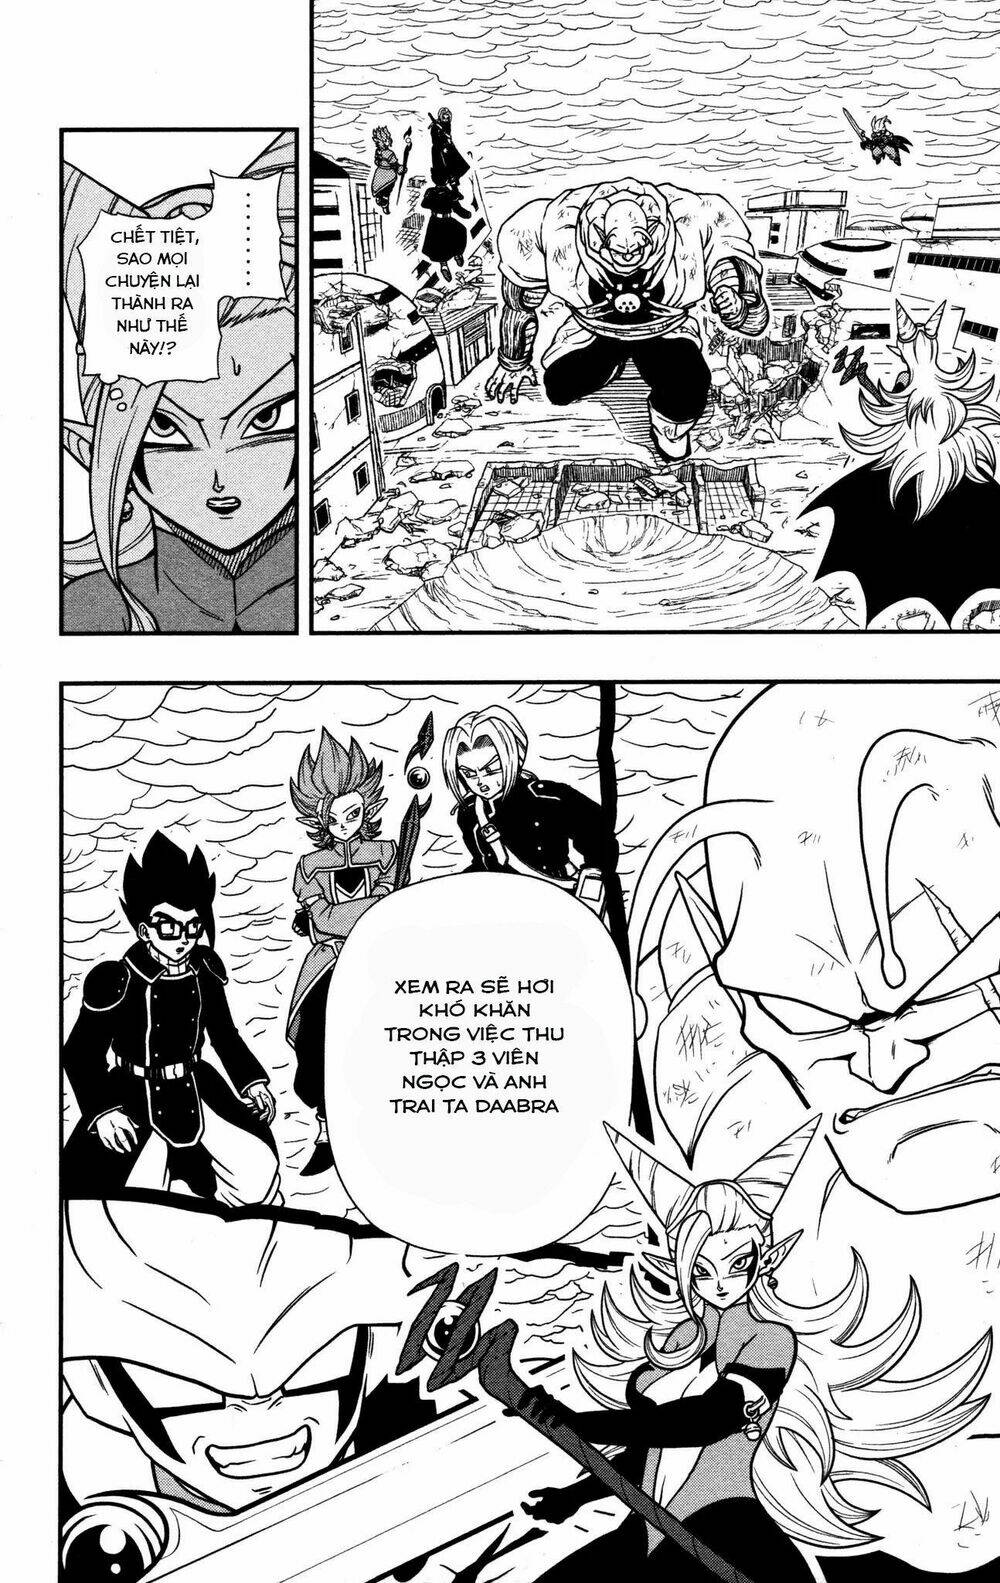 ..........
CHẾT TIỆT,
SAO MỌI
CHUYỆN LẠI
THÀNH RA
NHƯ THẾ
NÀY!?
XEM RA SẼ HƠI
KHÓ KHĂN
TRONG VIỆC THU
THẬP 3 VIÊN
NGỌC VÀ ANH
TRAI TA DAABRA